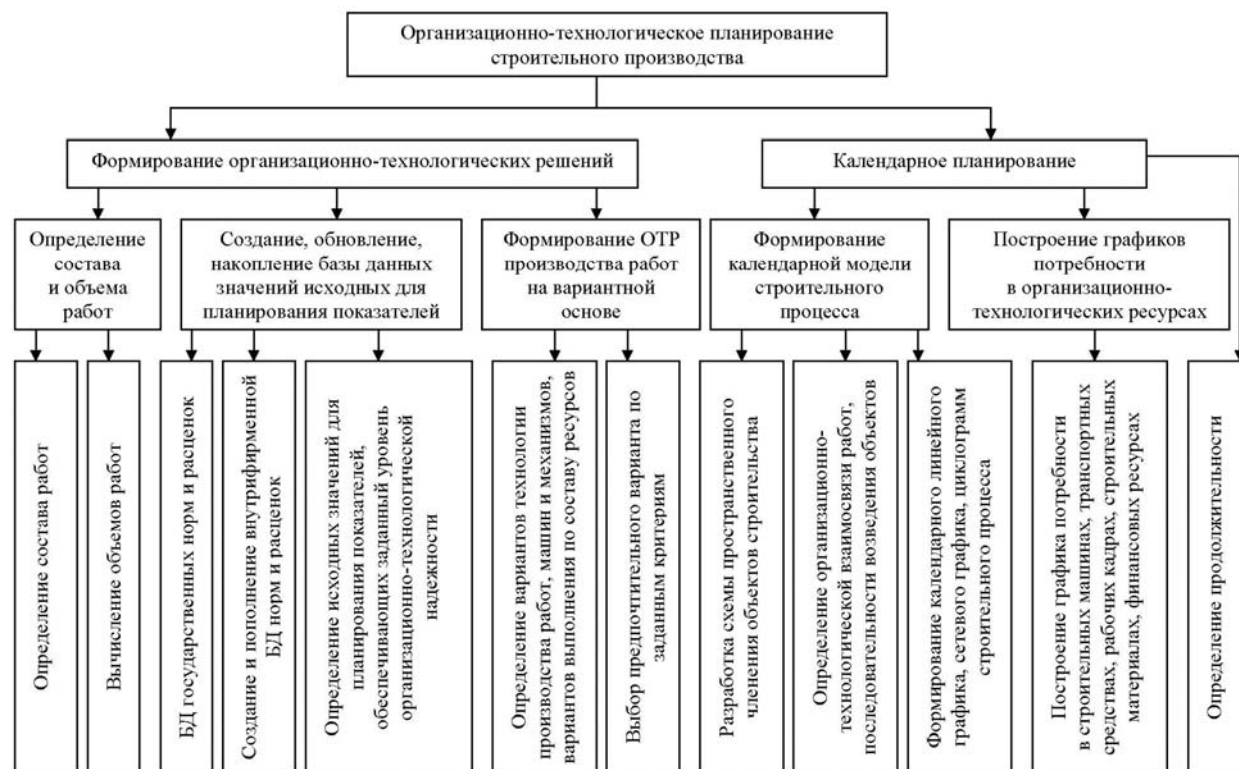 Организационно-технологическое планирование
строительного производства
Формирование организационно-технологических решений
Календарное планирование
Определение
состава
и объема
работ
Создание, обновление,
накопление базы данных
значений исходных для
планирования показателей
Формирование ОТР
производства работ
на вариантной
основе
Формирование
календарной модели
строительного
процесса
Построение графиков
потребности
в организационно-
технологических ресурсах
Определение состава работ
Вычисление объемов работ
БД государственных норм и расценок
Создание и пополнение внутрифирменной
БД норм и расценок
Определение исходных значений для
планирования показателей,
обеспечивающих заданный уровень
организационно-технологической
надежности
Определение вариантов технологии
производства работ, машин и механизмов,
вариантов выполнения по составу ресурсов
Выбор предпочтительного варианта по
заданным критериям
Разработка схемы пространственного
членения объектов строительства
Определение организационно-
технологической взаимосвязи работ,
последовательности возведения объектов
Формирование календарного линейного
графика, сетевого графика, циклограмм
строительного процесса
Построение графика потребности
в строительных машинах, транспортных
средствах, рабочих кадрах, строительных
материалах, финансовых ресурсах
Определение продолжительности